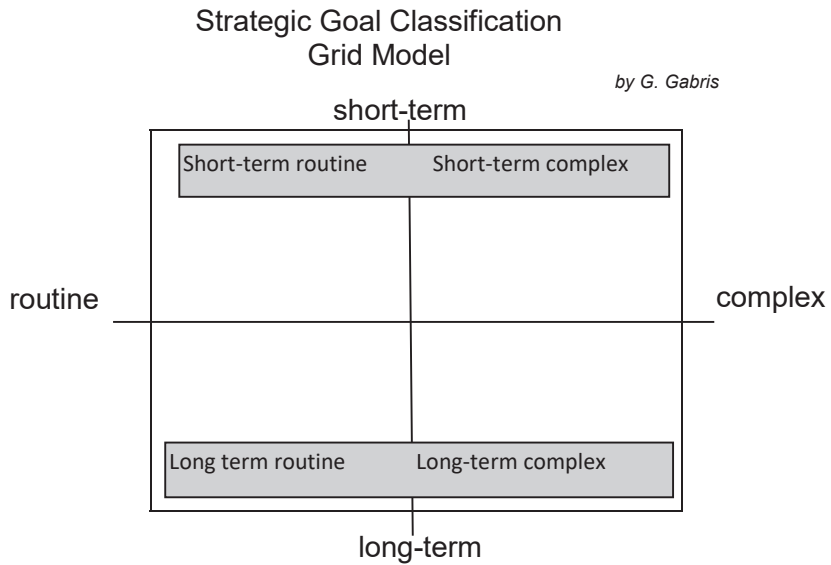 Strategic Goal Classification
Grid Model
by G. Gabris
short-term
Short-term routine Short-term complex
routine complex
Long term routine Long-term complex
long-term